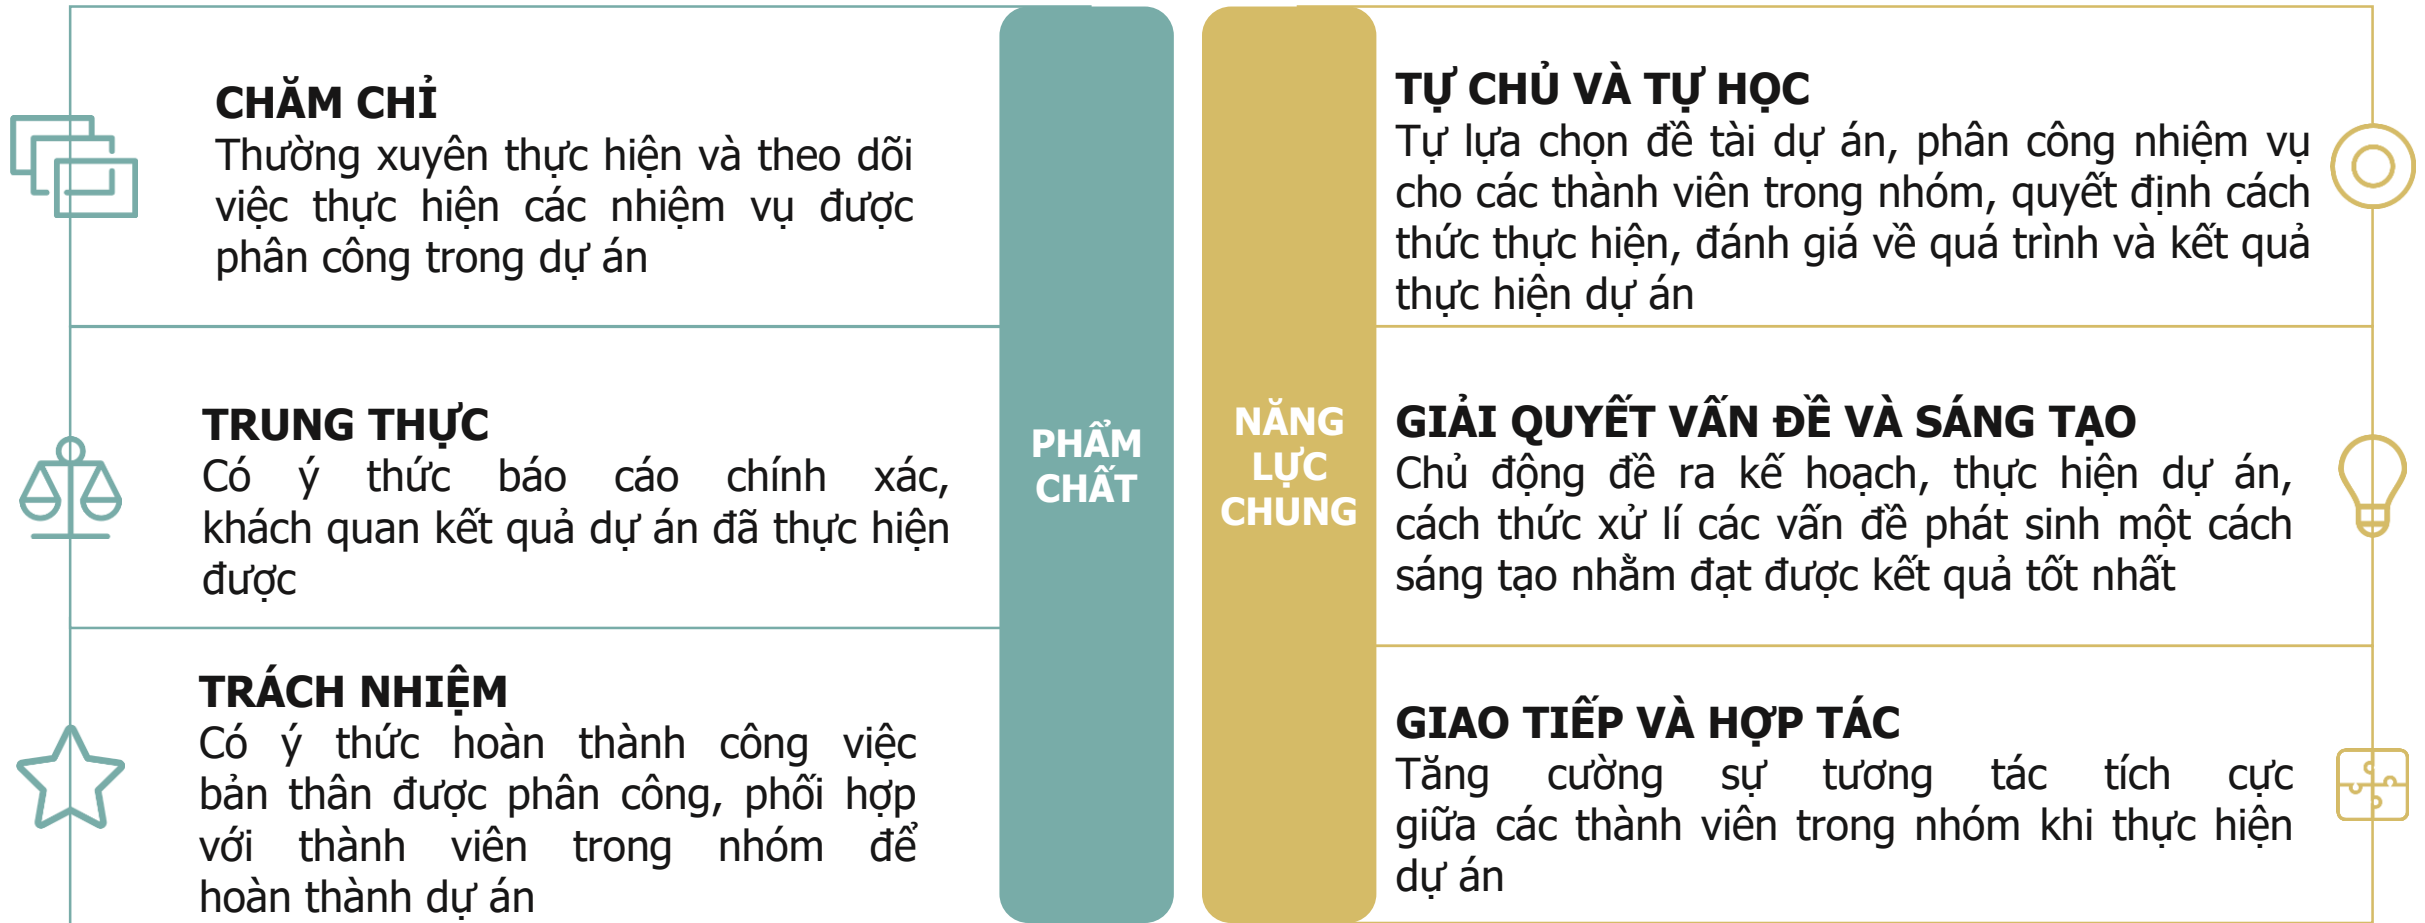 CHĂM CHỈ
Thường xuyên thực hiện và theo dõi
việc thực hiện các nhiệm vụ được
phân công trong dự án
TRUNG THỰC
Có ý thức báo cáo chính xác,
khách quan kết quả dự án đã thực hiện
được
TRÁCH NHIỆM
Có ý thức hoàn thành công việc
bản thân được phân công, phối hợp
với thành viên trong nhóm để
hoàn thành dự án
PHẨM
CHẤT
NĂNG
LỰC
CHUNG
TỰ CHỦ VÀ TỰ HỌC
Tự lựa chọn đề tài dự án, phân công nhiệm vụ
cho các thành viên trong nhóm, quyết định cách
thức thực hiện, đánh giá về quá trình và kết quả
thực hiện dự án
GIẢI QUYẾT VẤN ĐỀ VÀ SÁNG TẠO
Chủ động đề ra kế hoạch, thực hiện dự án,
cách thức xử lí các vấn đề phát sinh một cách
sáng tạo nhằm đạt được kết quả tốt nhất
GIAO TIẾP VÀ HỢP TÁC
Tăng cường sự tương tác tích cực
giữa các thành viên trong nhóm khi thực hiện
dự án